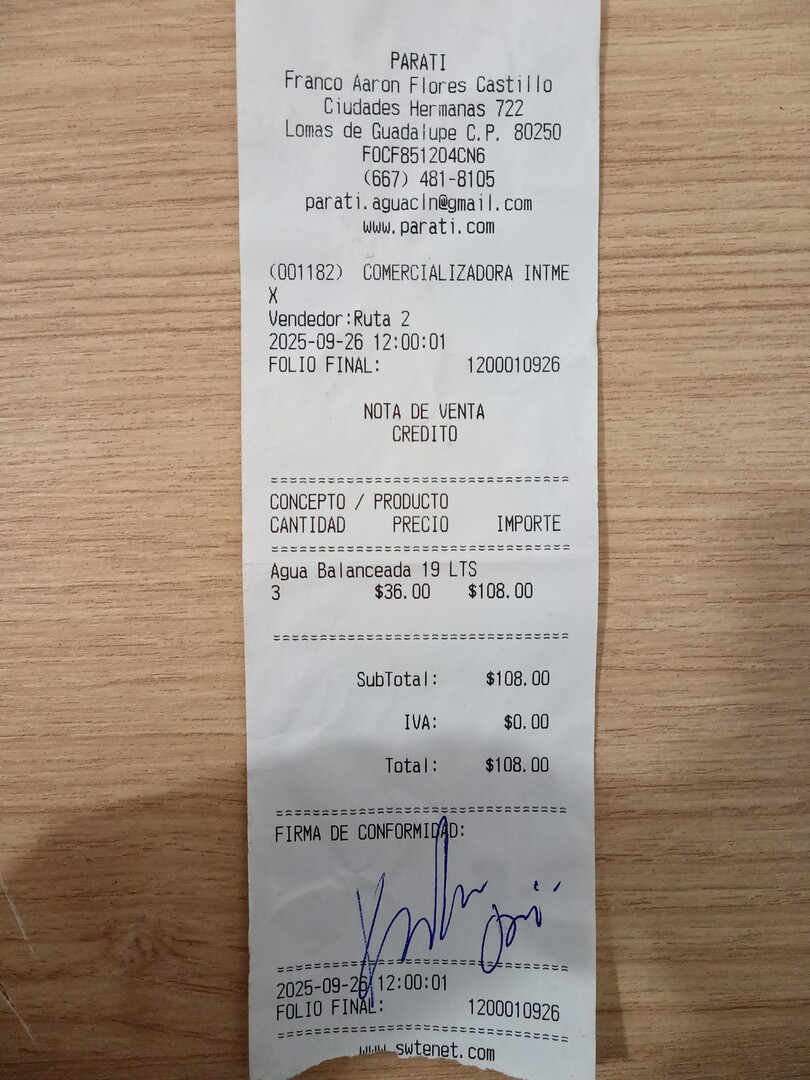 PARATI
Franco Aaron Flores Castillo
Ciudades Hermanas 722
Lomas de Guadalupe C.P. 80250
FOCF851204CN6
(667) 481-8105
parati.aguacln@gmail.com
www.parati.com
(001182) COMERCIALIZADORA INTME
X
Vendedor:Ruta 2
2025-09-26 12:00:01
FOLIO FINAL: 1200010926
NOTA DE VENTA
CREDITO
CONCEPTO / PRODUCTO
CANTIDAD PRECIO IMPORTE
Agua Balanceada 19 LTS
3 $36.00 $108.00
SubTotal: $108.00
IVA: $0.00
Total: $108.00
FIRMA DE CONFORMIDAD:
2025-09-26 12:00:01
FOLIO FINAL: 1200010926
www.swtenet.com